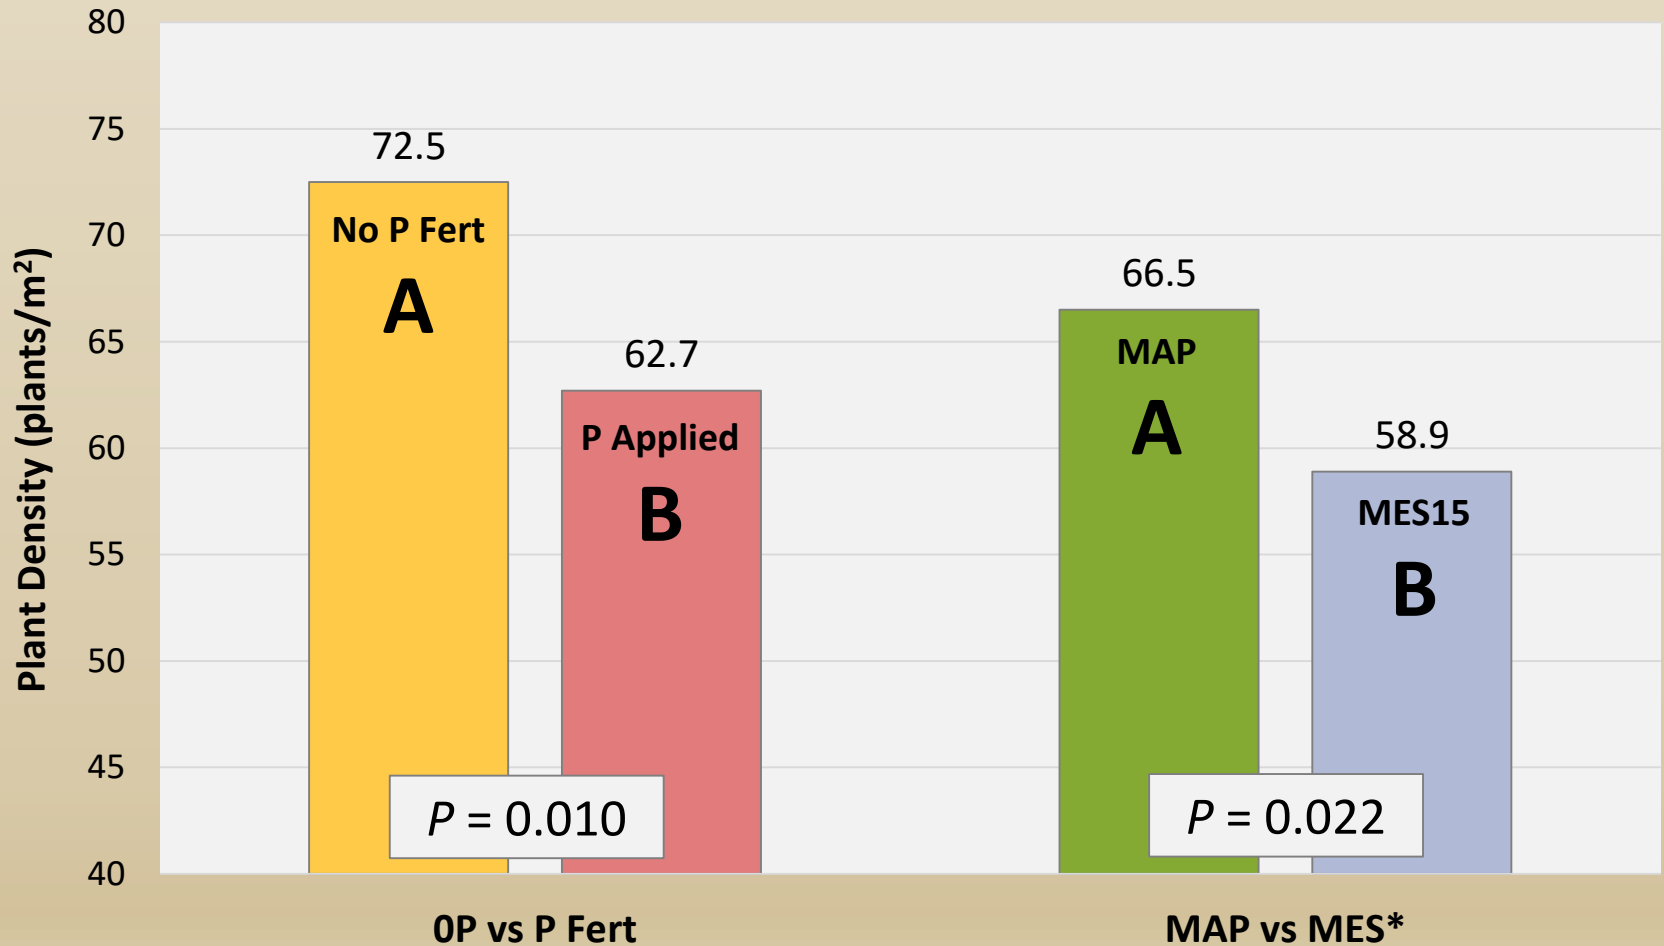 Plant Density (plants/m²)
80
75
70
65
60
55
50
45
40
72.5
No P Fert
A
62.7
P Applied
B
P = 0.010
66.5
MAP
A
58.9
MES15
B
P = 0.022
0P vs P Fert
MAP vs MES*